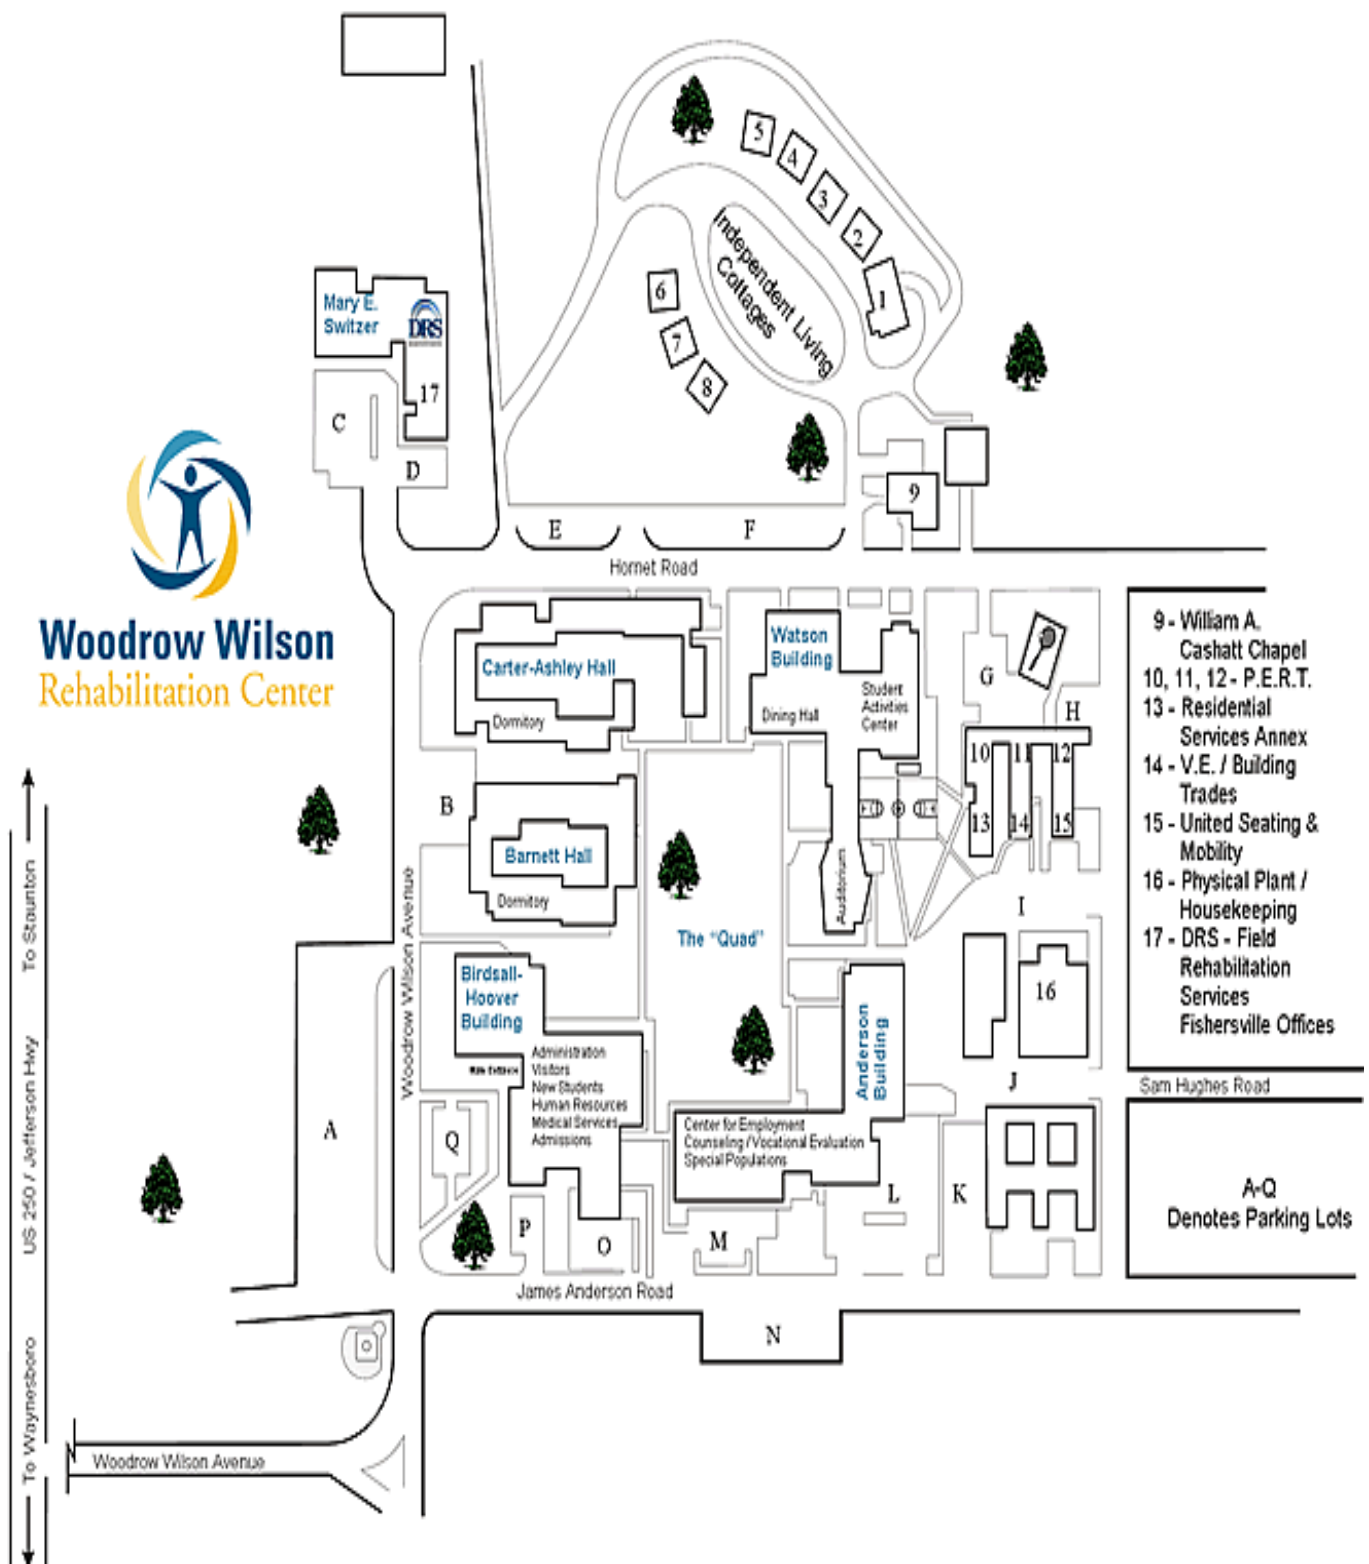 5
4
3
2
1
Independent Living
Cottages
6
7
8
Mary E.
Switzer
DRS
17
C
D
9
E
F
Hornet Road
Woodrow Wilson
Rehabilitation Center
Carter-Ashley Hall
Dormitory
Watson
Building
Dining Hall
Student
Activities
Center
Auditorium
G
H
10
11
12
13
14
15
B
Barnett Hall
Dormitory
The "Quad"
I
16
Birdsall-
Hoover
Building
Main Entrance
Administration
Visitors
New Students
Human Resources
Medical Services
Admissions
Anderson
Building
Center for Employment
Counseling / Vocational Evaluation
Special Populations
J
A
Q
P
O
M
L
K
N
Woodrow Wilson Avenue
James Anderson Road
Woodrow Wilson Avenue
To Staunton
US 250 / Jefferson Hwy
To Waynesboro
9 - William A.
Cashatt Chapel
10, 11, 12 - P.E.R.T.
13 - Residential
Services Annex
14 - V.E. / Building
Trades
15 - United Seating &
Mobility
16 - Physical Plant /
Housekeeping
17 - DRS - Field
Rehabilitation
Services
Fishersville Offices
Sam Hughes Road
A-Q
Denotes Parking Lots